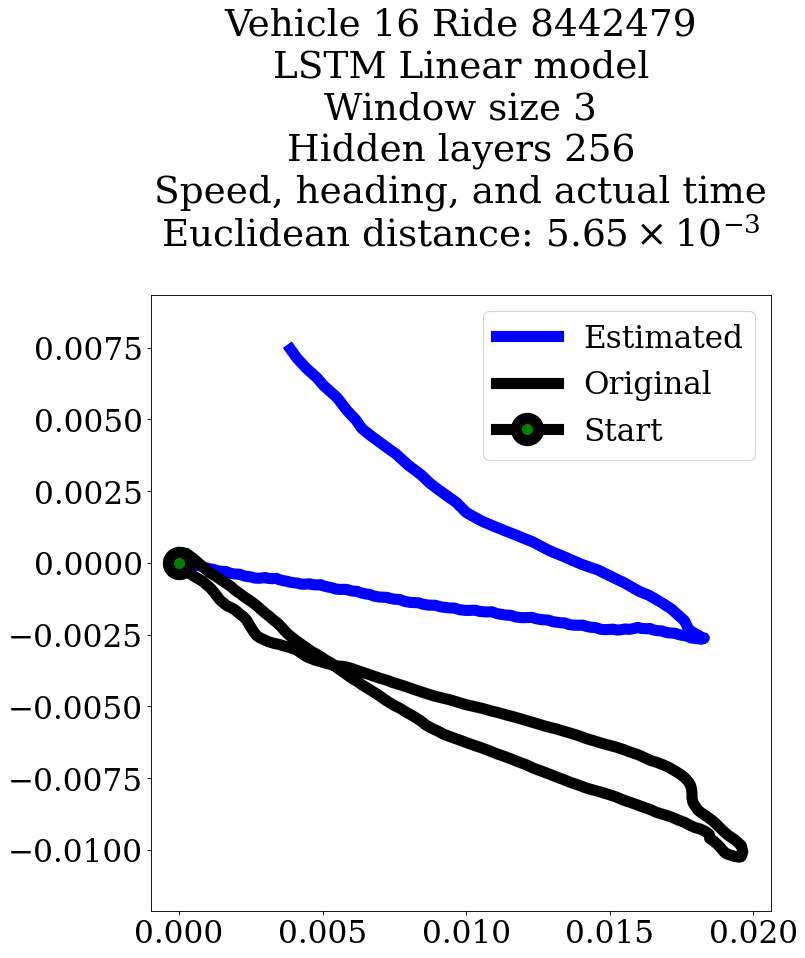 Vehicle 16 Ride 8442479
LSTM Linear model
Window size 3
Hidden layers 256
Speed, heading, and actual time
Euclidean distance: 5.65 × 10⁻³
Estimated
Original
Start
0.0075
0.0050
0.0025
0.0000
−0.0025
−0.0050
−0.0075
−0.0100
0.000 0.005 0.010 0.015 0.020